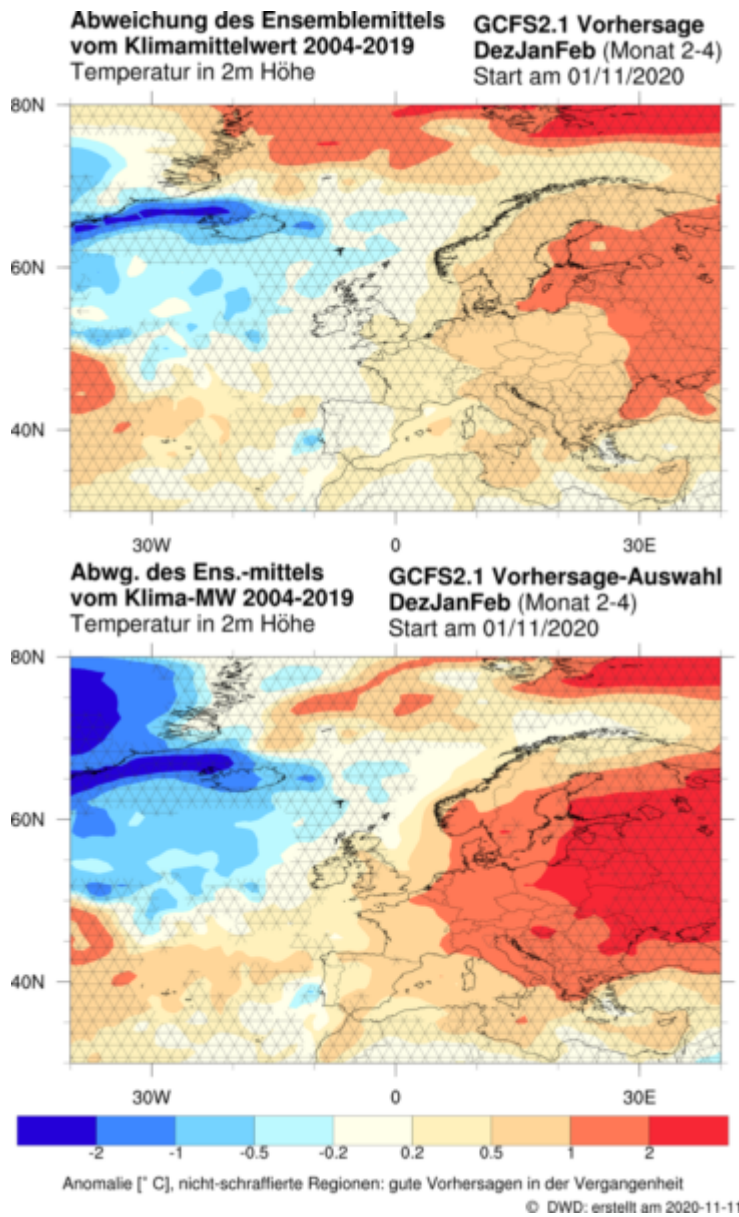 Abweichung des Ensemblemittels
vom Klimamittelwert 2004-2019
Temperatur in 2m Höhe
GCFS2.1 Vorhersage
DezJanFeb (Monat 2-4)
Start am 01/11/2020
80N
60N
40N
30W
0
30E
Abwg. des Ens.-mittels
vom Klima-MW 2004-2019
Temperatur in 2m Höhe
GCFS2.1 Vorhersage-Auswahl
DezJanFeb (Monat 2-4)
Start am 01/11/2020
80N
60N
40N
30W
0
30E
-2 -1 -0.5 -0.2 0.2 0.5 1 2
Anomalie [° C], nicht-schraffierte Regionen: gute Vorhersagen in der Vergangenheit
© DWD: erstellt am 2020-11-11